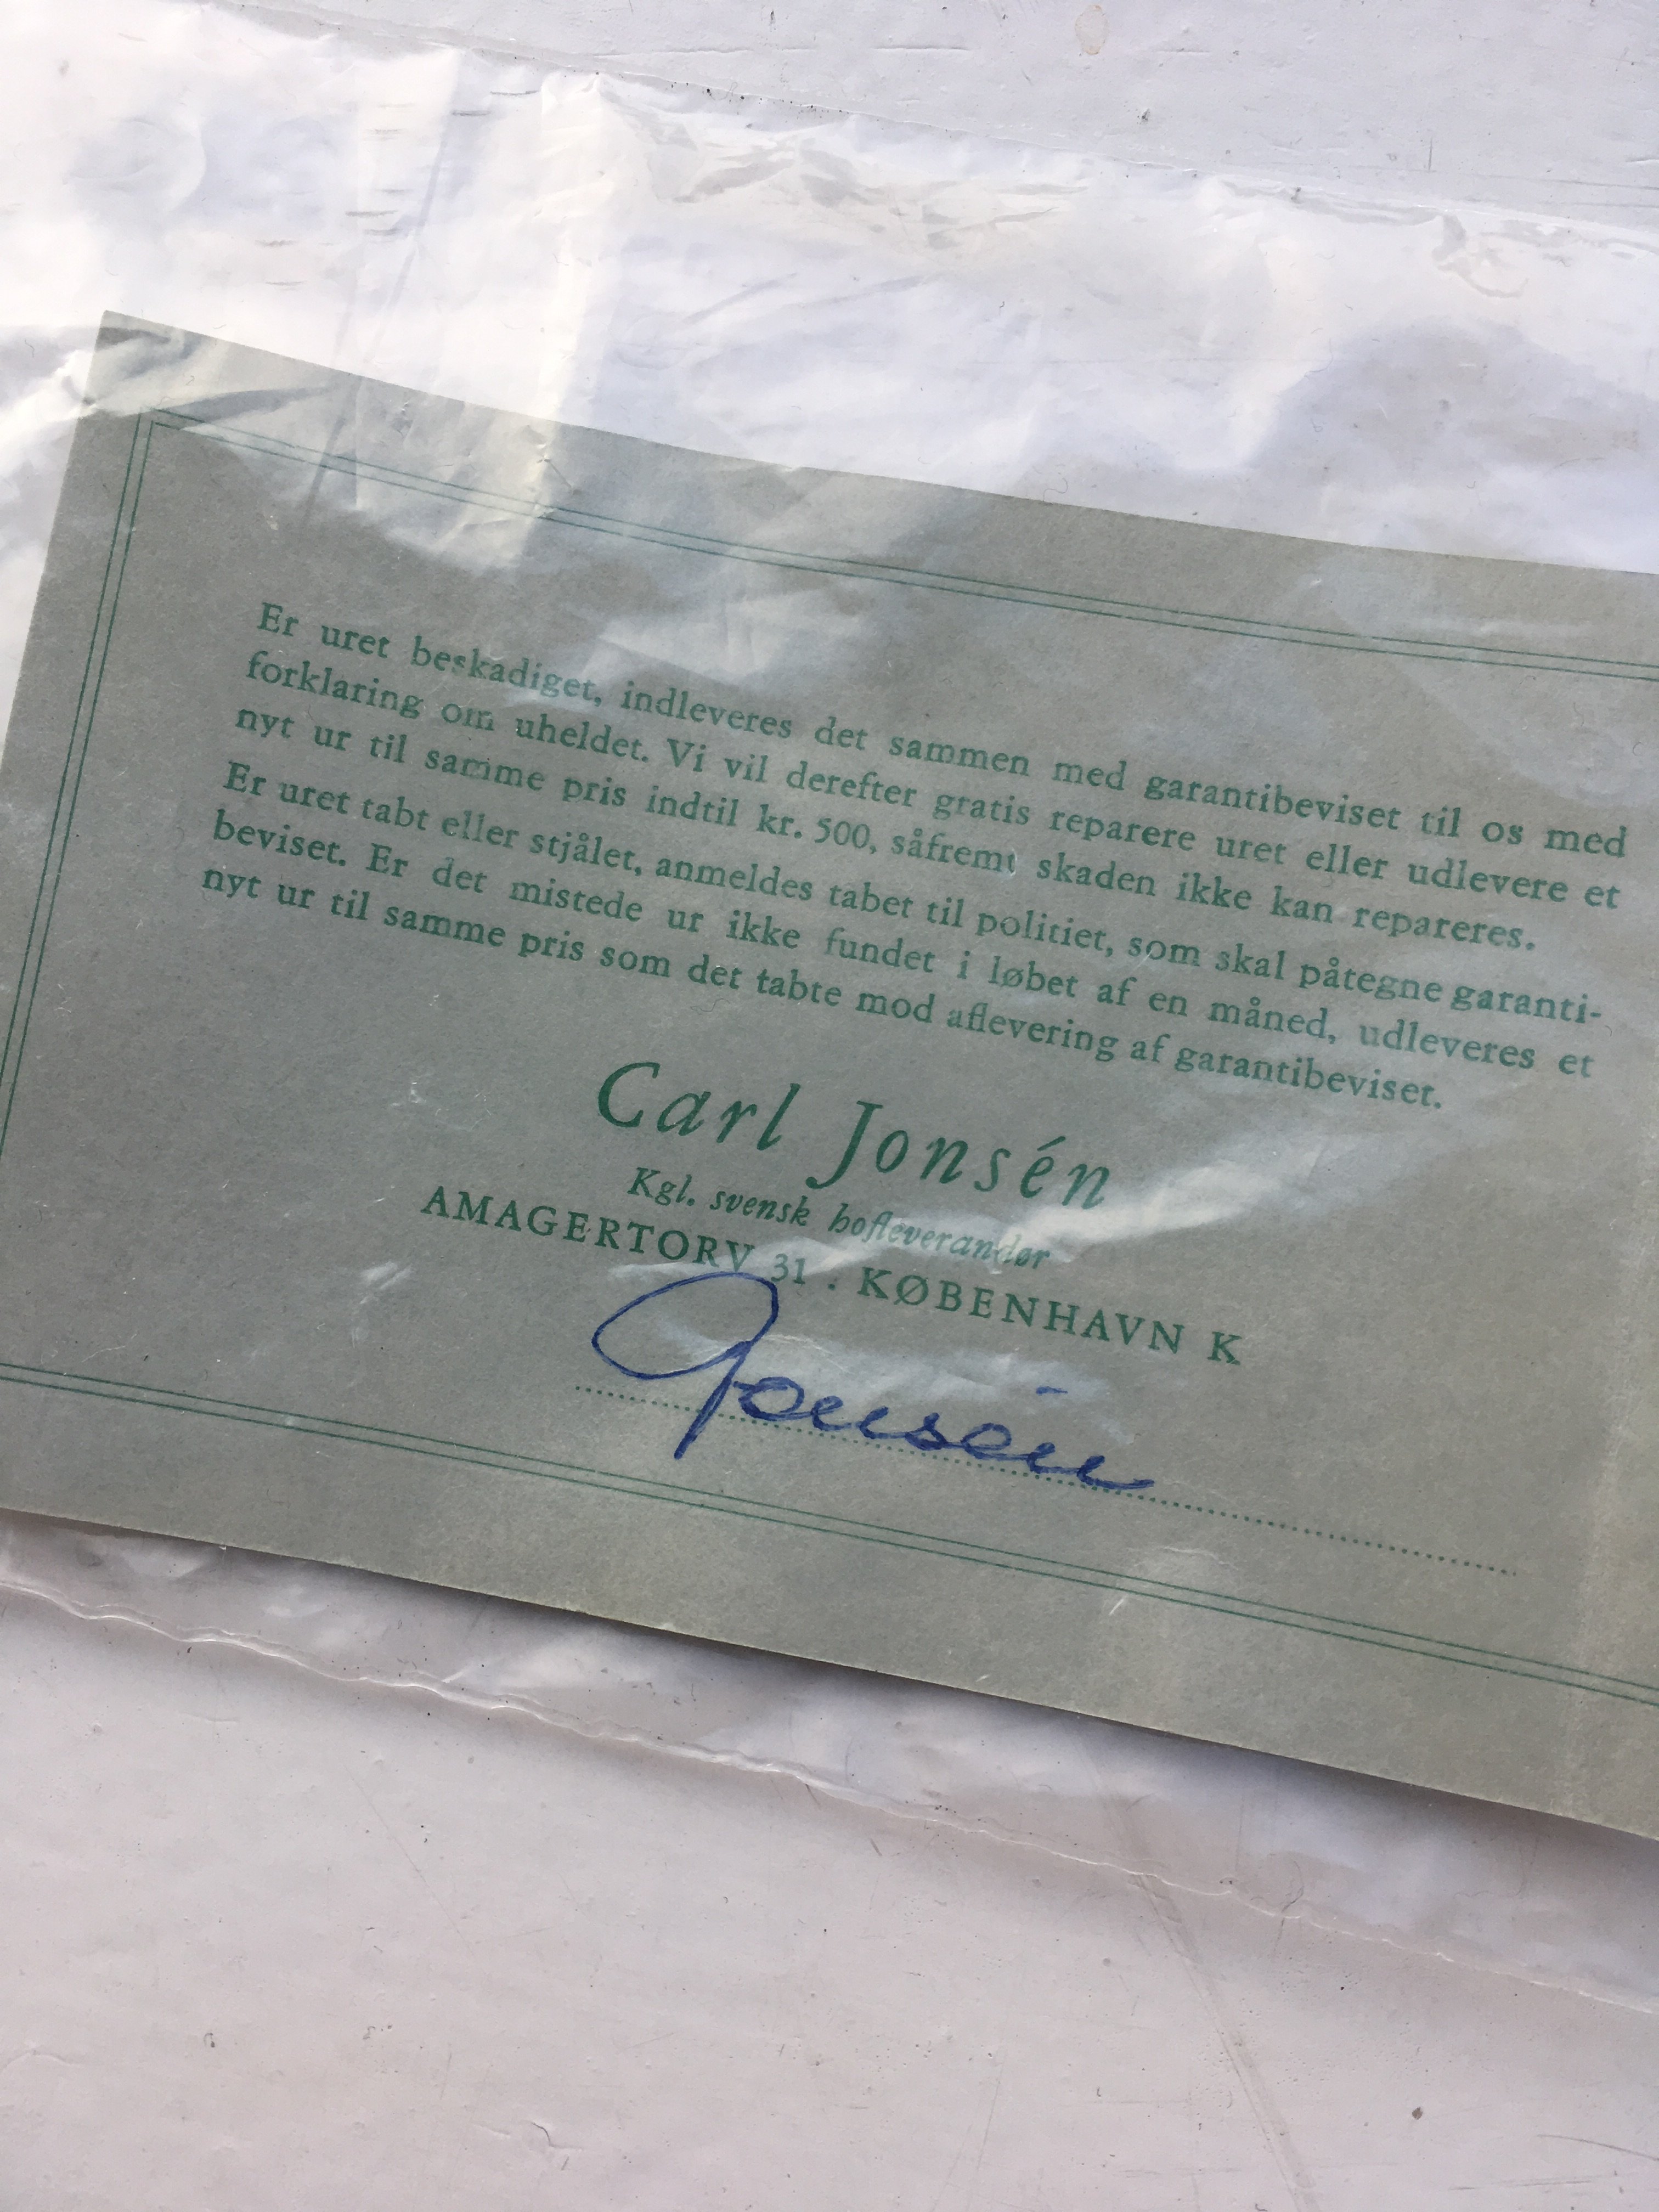 Er uret beskadiget, indleveres det sammen med garantibeviset til os med
forklaring om uheldet. Vi vil derefter gratis reparere uret eller udlevere et
nyt ur til samme pris indtil kr. 500, såfremt skaden ikke kan repareres.
Er uret tabt eller stjålet, anmeldes tabet til politiet, som skal påtegne garanti-
beviset. Er det mistede ur ikke fundet i løbet af en måned, udleveres et
nyt ur til samme pris som det tabte mod aflevering af garantibeviset.
Carl Jonsén
Kgl. svensk hofleverandør
AMAGERTORV 31 . KØBENHAVN K
Jonsén